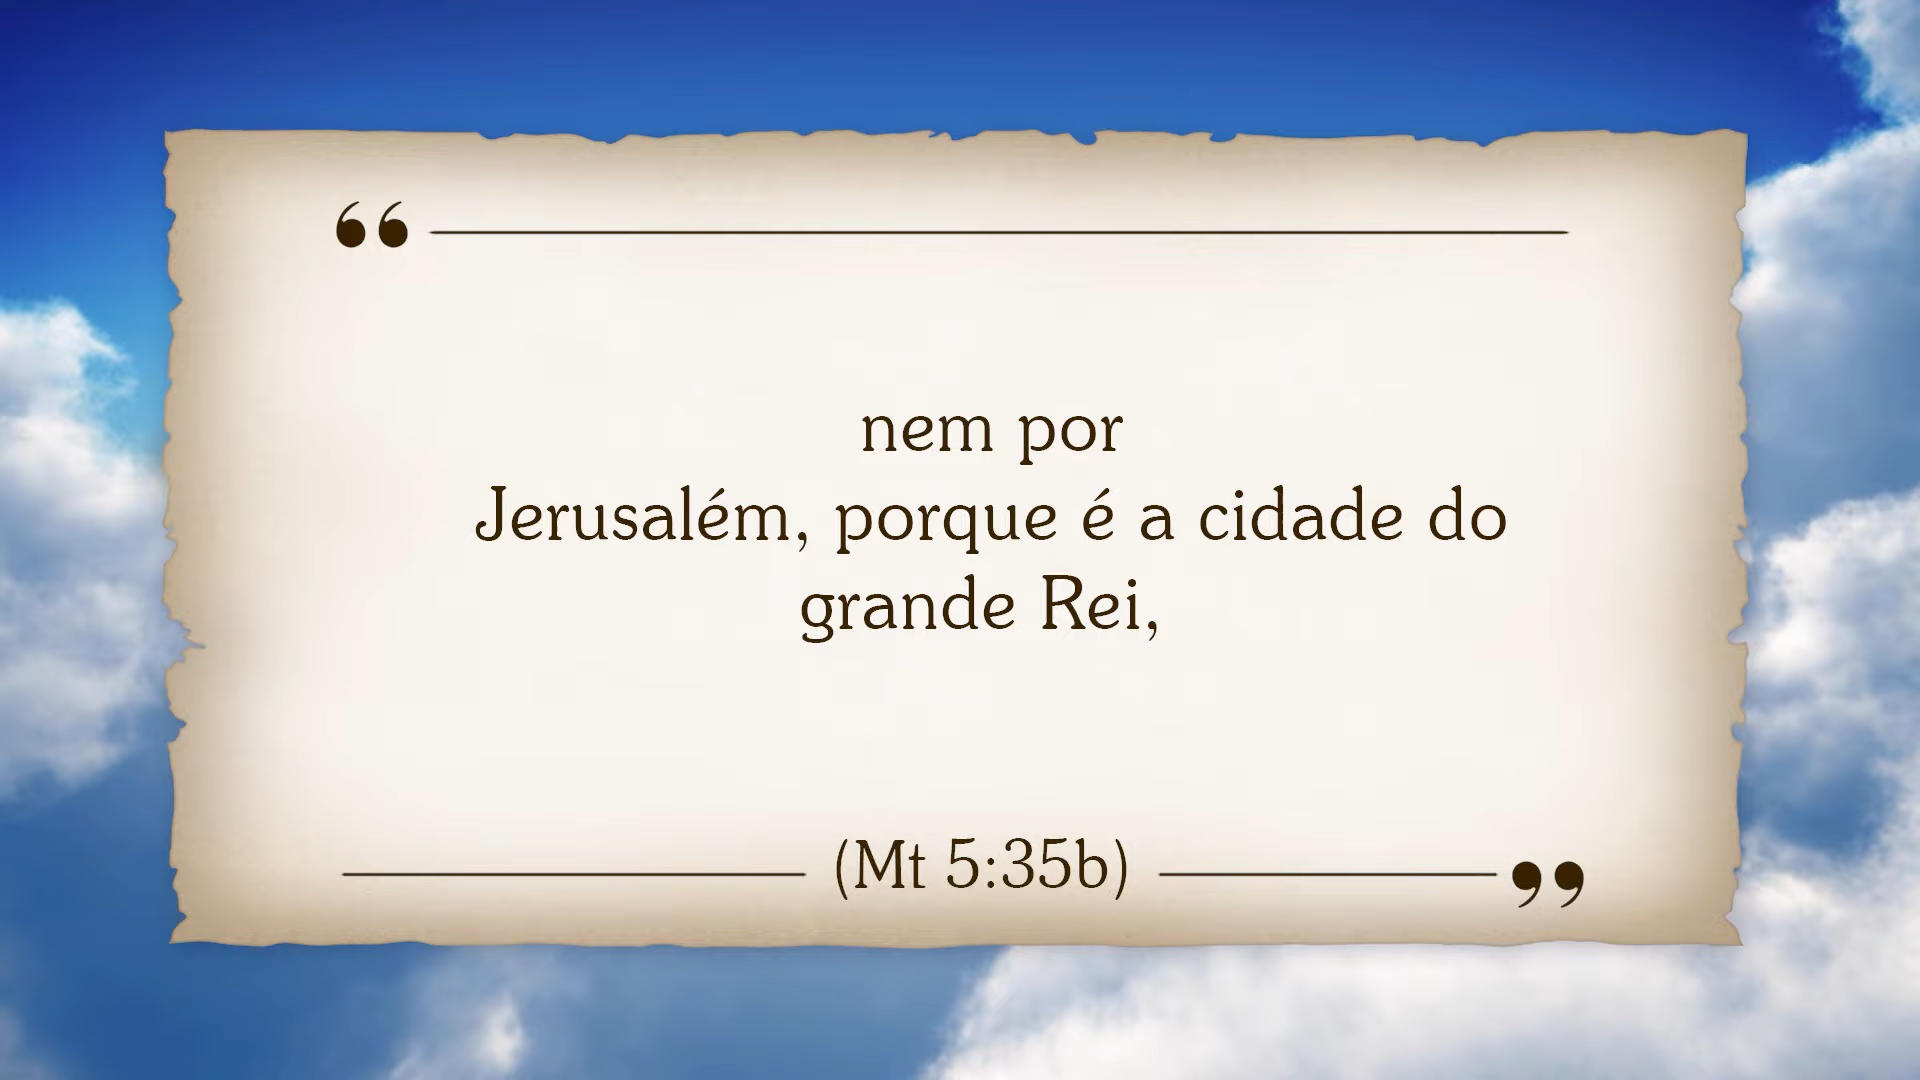 “
nem por
Jerusalém, porque é a cidade do
grande Rei,
(Mt 5:35b)
”